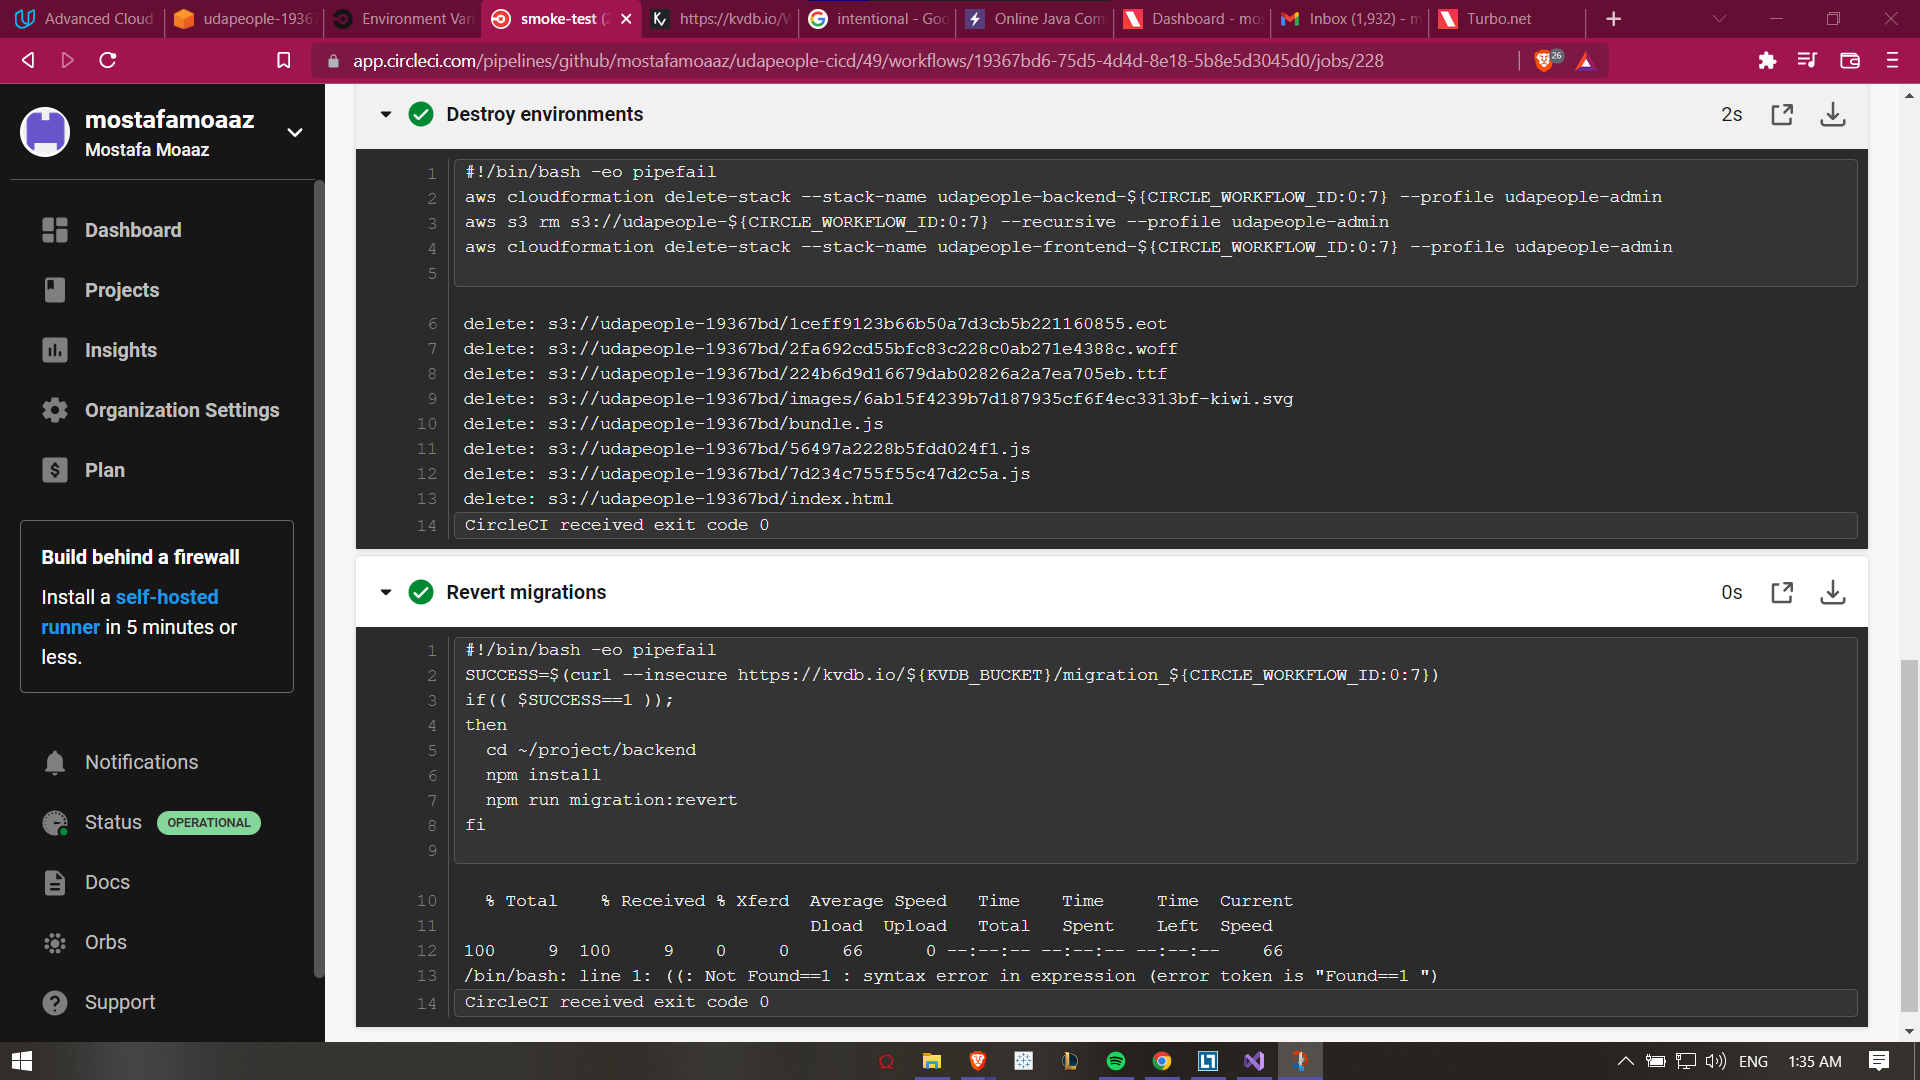 Advanced Cloud
udapeople-1936
Environment Var
smoke-test (
https://kvdb.io/
intentional - Goo
Online Java Com
Dashboard - mos
Inbox (1,932) - m
Turbo.net
app.circleci.com/pipelines/github/mostafamoaaz/udapeople-cicd/49/workflows/19367bd6-75d5-4d4d-8e18-5b8e5d3045d0/jobs/228
26
mostafamoaaz
Mostafa Moaaz
Dashboard
Projects
Insights
Organization Settings
Plan
Build behind a firewall
Install a self-hosted
runner in 5 minutes or
less.
Notifications
Status OPERATIONAL
Docs
Orbs
Support
Destroy environments 2s
1 #!/bin/bash -eo pipefail
2 aws cloudformation delete-stack --stack-name udapeople-backend-${CIRCLE_WORKFLOW_ID:0:7} --profile udapeople-admin
3 aws s3 rm s3://udapeople-${CIRCLE_WORKFLOW_ID:0:7} --recursive --profile udapeople-admin
4 aws cloudformation delete-stack --stack-name udapeople-frontend-${CIRCLE_WORKFLOW_ID:0:7} --profile udapeople-admin
5
6 delete: s3://udapeople-19367bd/1ceff9123b66b50a7d3cb5b221160855.eot
7 delete: s3://udapeople-19367bd/2fa692cd55bfc83c228c0ab271e4388c.woff
8 delete: s3://udapeople-19367bd/224b6d9d16679dab02826a2a7ea705eb.ttf
9 delete: s3://udapeople-19367bd/images/6ab15f4239b7d187935cf6f4ec3313bf-kiwi.svg
10 delete: s3://udapeople-19367bd/bundle.js
11 delete: s3://udapeople-19367bd/56497a2228b5fdd024f1.js
12 delete: s3://udapeople-19367bd/7d234c755f55c47d2c5a.js
13 delete: s3://udapeople-19367bd/index.html
14 CircleCI received exit code 0
Revert migrations 0s
1 #!/bin/bash -eo pipefail
2 SUCCESS=$(curl --insecure https://kvdb.io/${KVDB_BUCKET}/migration_${CIRCLE_WORKFLOW_ID:0:7})
3 if(( $SUCCESS==1 ));
4 then
5   cd ~/project/backend
6   npm install
7   npm run migration:revert
8 fi
9
10   % Total    % Received % Xferd  Average Speed   Time    Time     Time  Current
11                                  Dload  Upload   Total   Spent    Left  Speed
12 100     9  100     9    0     0     66      0 --:--:-- --:--:-- --:--:--    66
13 /bin/bash: line 1: ((: Not Found==1 : syntax error in expression (error token is "Found==1 ")
14 CircleCI received exit code 0
ENG
1:35 AM